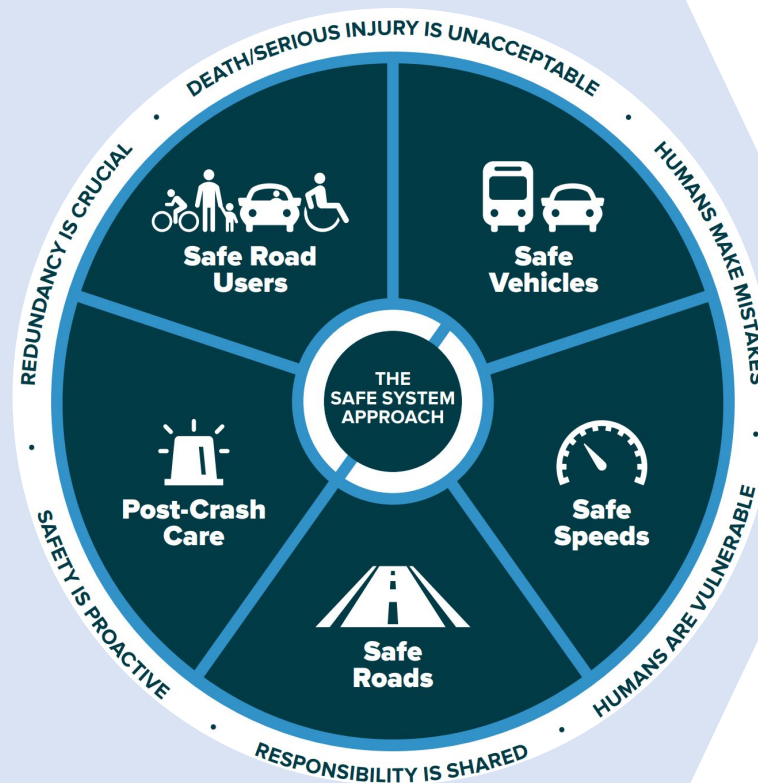 DEATH/SERIOUS INJURY IS UNACCEPTABLE
HUMANS MAKE MISTAKES
HUMANS ARE VULNERABLE
RESPONSIBILITY IS SHARED
SAFETY IS PROACTIVE
REDUNDANCY IS CRUCIAL
Safe Road
Users
Safe
Vehicles
Safe
Speeds
Safe
Roads
Post-Crash
Care
THE
SAFE SYSTEM
APPROACH